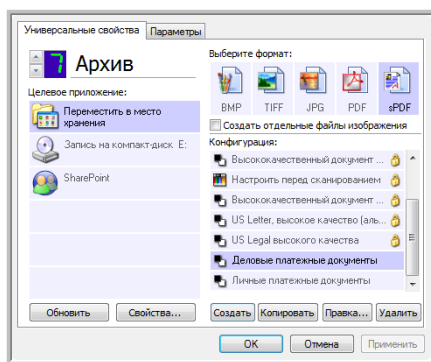 Универсальные свойства
Параметры
7
Архив
Целевое приложение:
Переместить в место
хранения
Запись на компакт-диск E:
SharePoint
Обновить
Свойства...
Выберите формат:
BMP
TIFF
JPG
PDF
sPDF
Создать отдельные файлы изображения
Конфигурация:
Высококачественный документ ...
Настроить перед сканированием
Высококачественный документ ...
US Letter, высокое качество (аль...
US Legal высокого качества
Деловые платежные документы
Личные платежные документы
Создать
Копировать
Правка...
Удалить
OK
Отмена
Применить